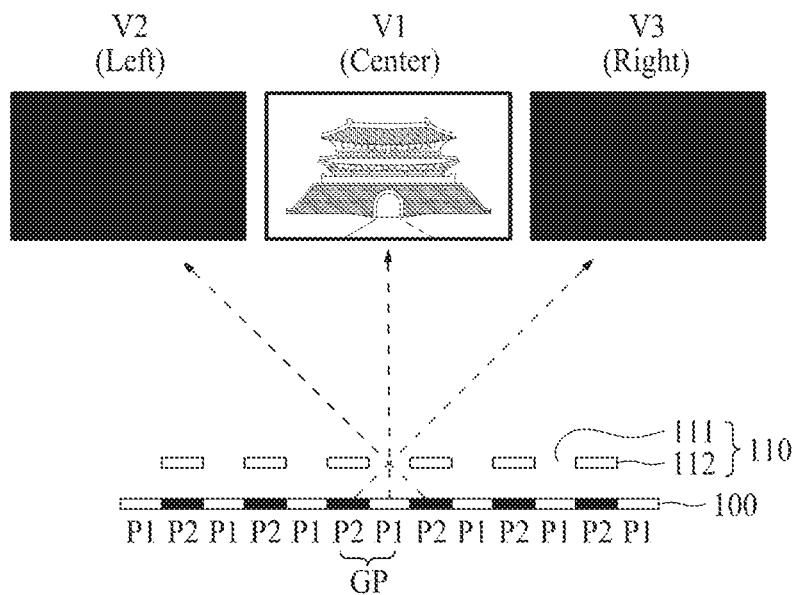 V2 V1 V3
(Left) (Center) (Right)
111
112
110
100
P1 P2 P1 P2 P1 P2 P1 P2 P1 P2 P1 P2 P1
GP